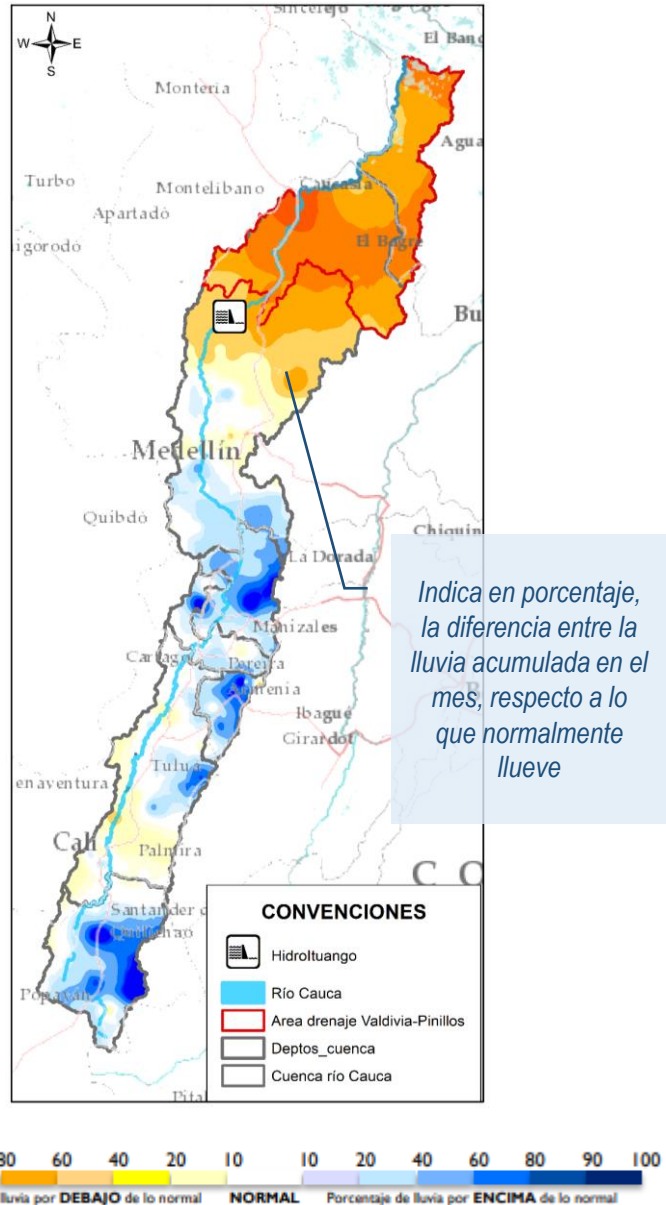 Sincelejo
N
W E
S
El Banc
Montería
Agua
Turbo
Montelibano
Caucasia
Apartadó
igorodó
El Bagre
Bu
Medellín
Quibdó
Chiquin
La Dorada
Indica en porcentaje,
la diferencia entre la
lluvia acumulada en el
mes, respecto a lo
que normalmente
llueve
Manizales
Cartago
Pereira
Armenia
Ibagué
Girardot
Tuluá
enaventura
Cali
Palmira
C O
Santander d
Quilichao
Popayán
Pital
CONVENCIONES
HidroItuango
Río Cauca
Area drenaje Valdivia-Pinillos
Deptos_cuenca
Cuenca río Cauca
80 60 40 20 10 10 20 40 60 80 90 100
lluvia por DEBAJO de lo normal NORMAL Porcentaje de lluvia por ENCIMA de lo normal